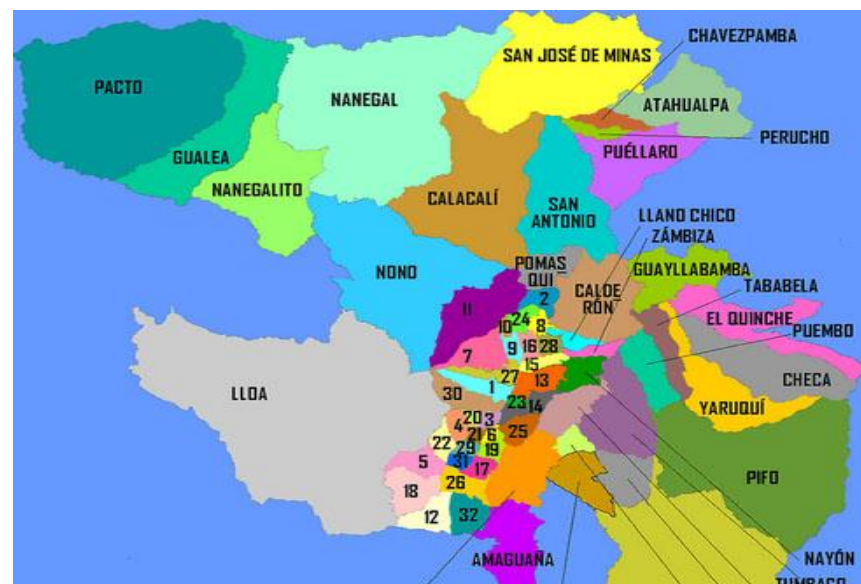 CHAVEZPAMBA
SAN JOSÉ DE MINAS
PACTO
NANEGAL
ATAHUALPA
PERUCHO
GUALEA
PUÉLLARO
NANEGALITO
CALACALÍ
SAN
ANTONIO
LLANO CHICO
ZÁMBIZA
NONO
POMAS
QUI
GUAYLLABAMBA
TABABELA
CALDE
RÓN
EL QUINCHE
PUEMBO
11
2
24
10
8
7
9
16
28
15
CHECA
LLOA
27
13
1
YARUQUÍ
30
23
14
20
3
4
21
6
25
22
29
19
5
31
17
PIFO
18
26
12
32
AMAGUAÑA
NAYÓN
TUMBACO